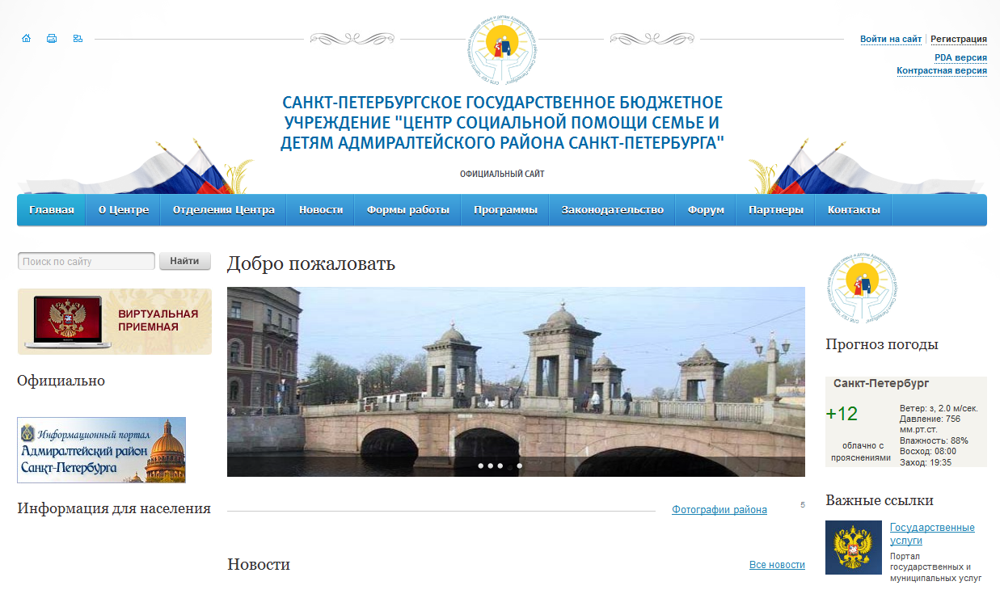 Войти на сайт
Регистрация
PDA версия
Контрастная версия
САНКТ-ПЕТЕРБУРГСКОЕ ГОСУДАРСТВЕННОЕ БЮДЖЕТНОЕ
УЧРЕЖДЕНИЕ "ЦЕНТР СОЦИАЛЬНОЙ ПОМОЩИ СЕМЬЕ И
ДЕТЯМ АДМИРАЛТЕЙСКОГО РАЙОНА САНКТ-ПЕТЕРБУРГА"
ОФИЦИАЛЬНЫЙ САЙТ
Главная О Центре Отделения Центра Новости Формы работы Программы Законодательство Форум Партнеры Контакты
Поиск по сайту
Найти
ВИРТУАЛЬНАЯ
ПРИЕМНАЯ
Официально
Информационный портал
Адмиралтейский район
Санкт-Петербурга
Информация для населения
Добро пожаловать
Фотографии района
5
Новости
Все новости
Прогноз погоды
Санкт-Петербург
+12
облачно с
прояснениями
Ветер: з, 2.0 м/сек.
Давление: 756
мм.рт.ст.
Влажность: 88%
Восход: 08:00
Заход: 19:35
Важные ссылки
Государственные
услуги
Портал
государственных и
муниципальных услуг